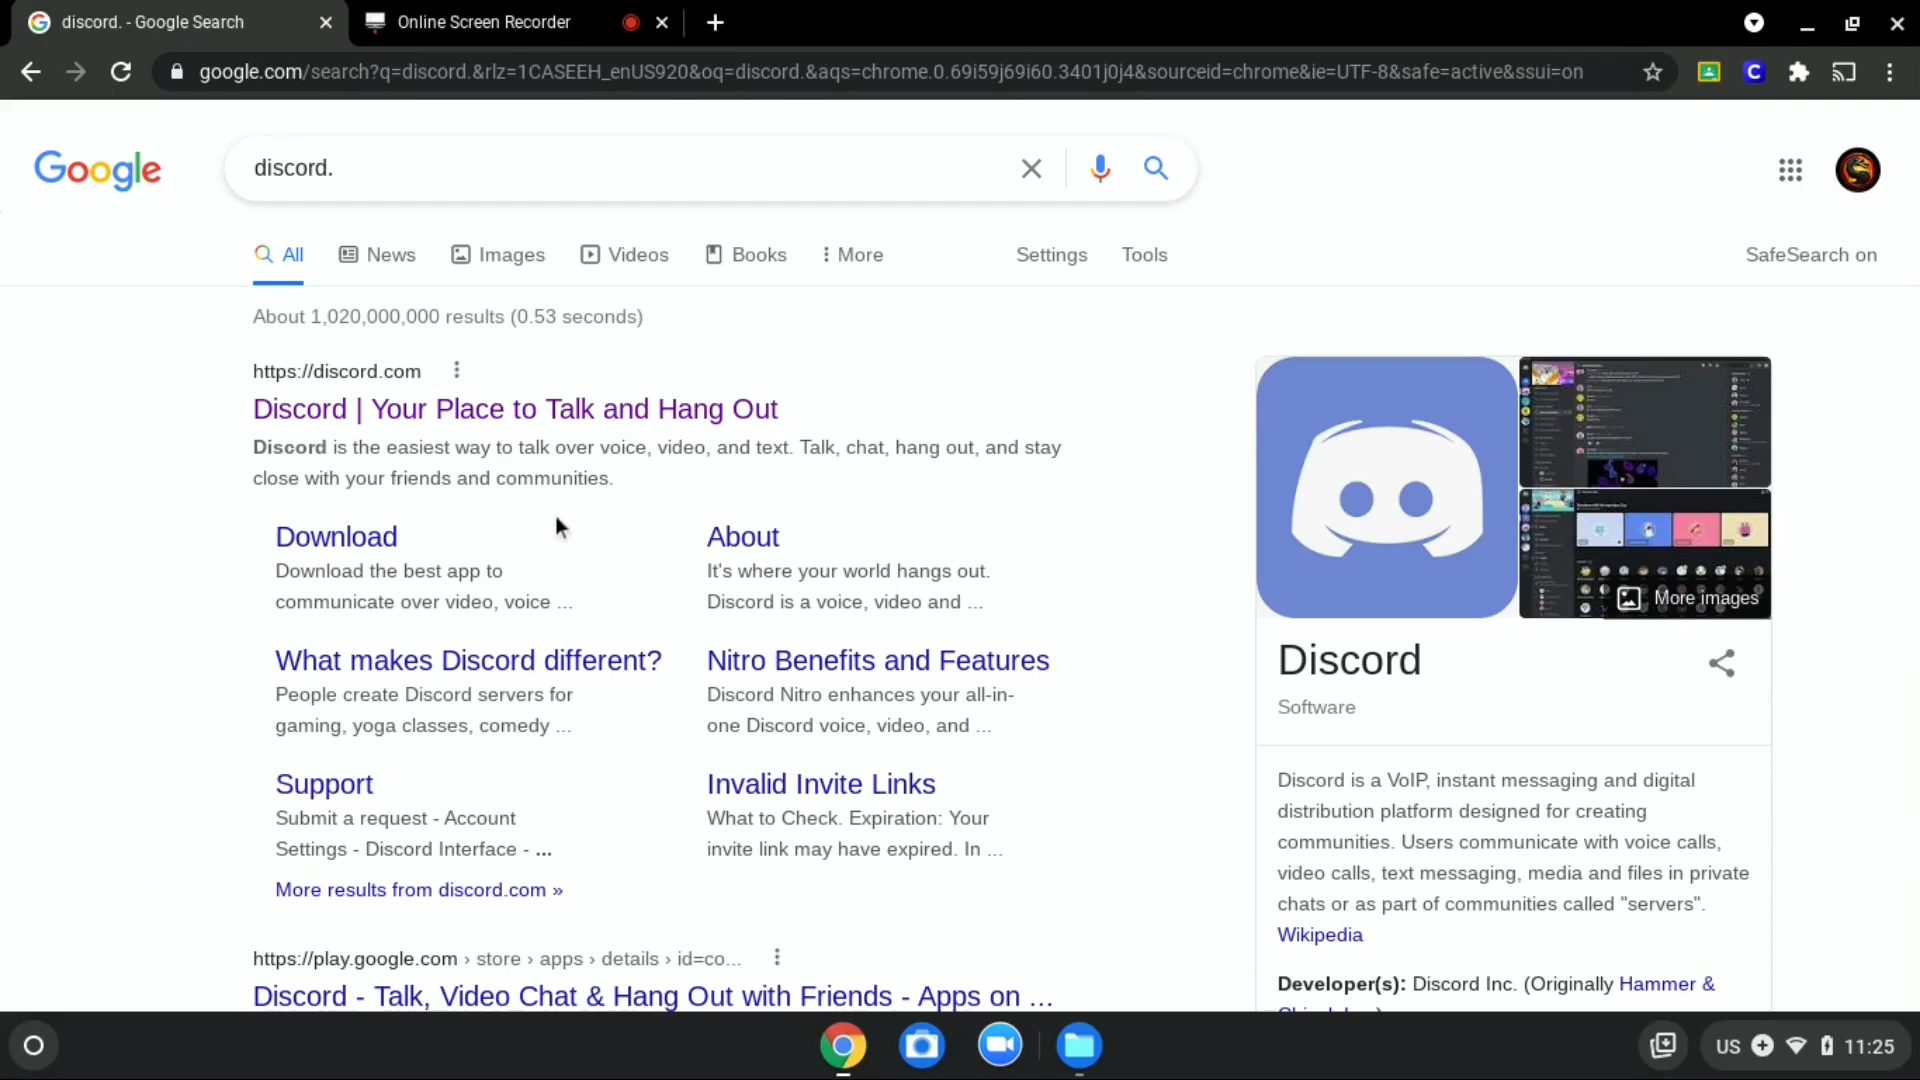 discord. - Google Search
Online Screen Recorder
google.com/search?q=discord.&rlz=1CASEEH_enUS920&oq=discord.&aqs=chrome.0.69i59j69i60.3401j0j4&sourceid=chrome&ie=UTF-8&safe=active&ssui=on
C
Google
discord.
All
News
Images
Videos
Books
More
Settings
Tools
SafeSearch on
About 1,020,000,000 results (0.53 seconds)
https://discord.com
Discord | Your Place to Talk and Hang Out
Discord is the easiest way to talk over voice, video, and text. Talk, chat, hang out, and stay
close with your friends and communities.
Download
Download the best app to
communicate over video, voice ...
About
It's where your world hangs out.
Discord is a voice, video and ...
What makes Discord different?
People create Discord servers for
gaming, yoga classes, comedy ...
Nitro Benefits and Features
Discord Nitro enhances your all-in-
one Discord voice, video, and ...
Support
Submit a request - Account
Settings - Discord Interface - ...
Invalid Invite Links
What to Check. Expiration: Your
invite link may have expired. In ...
More results from discord.com »
https://play.google.com › store › apps › details › id=co...
Discord - Talk, Video Chat & Hang Out with Friends - Apps on ...
More images
Discord
Software
Discord is a VoIP, instant messaging and digital
distribution platform designed for creating
communities. Users communicate with voice calls,
video calls, text messaging, media and files in private
chats or as part of communities called "servers".
Wikipedia
Developer(s): Discord Inc. (Originally Hammer &
US
11:25